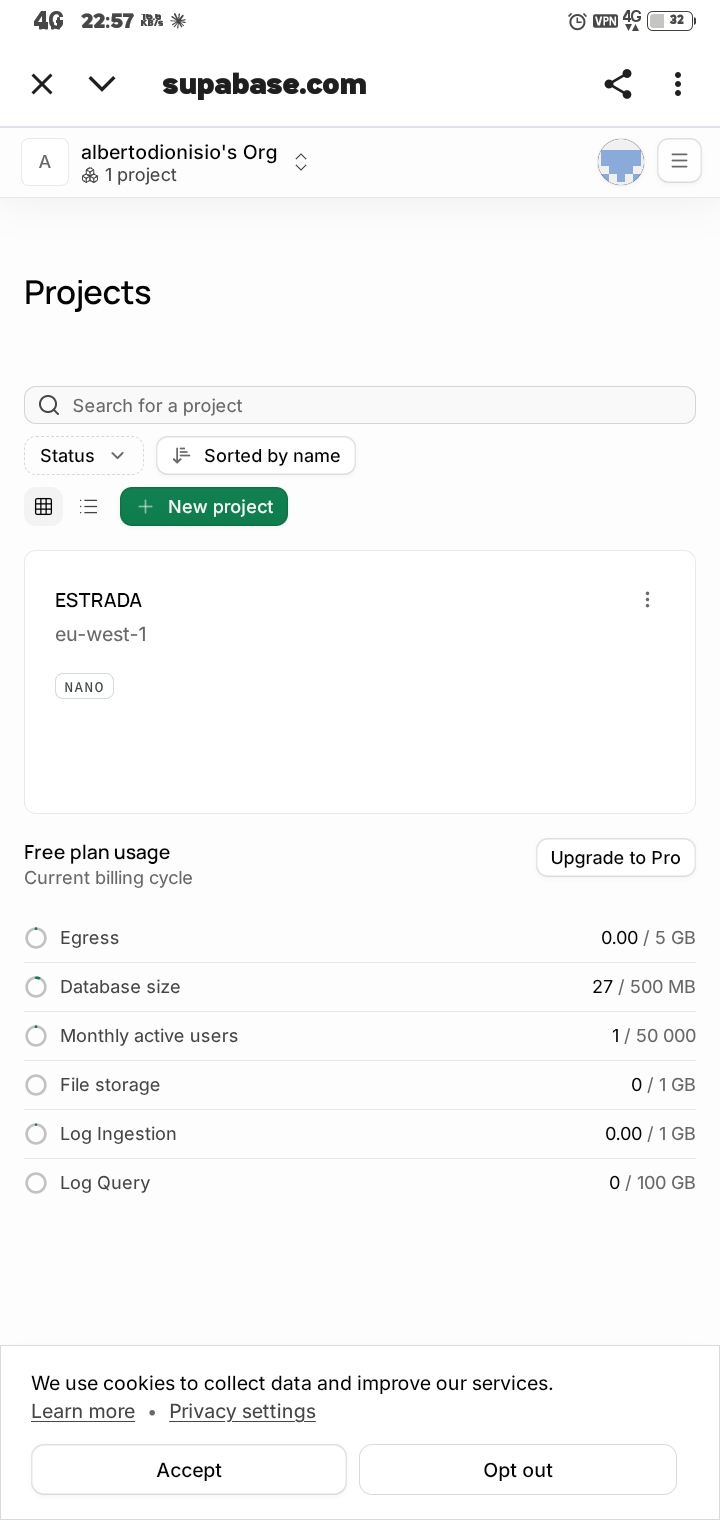 4G 22:57 VPN 4G 32
supabase.com
A
albertodionisio's Org
1 project
Projects
Search for a project
Status
Sorted by name
New project
ESTRADA
eu-west-1
NANO
Free plan usage
Upgrade to Pro
Current billing cycle
Egress 0.00 / 5 GB
Database size 27 / 500 MB
Monthly active users 1 / 50 000
File storage 0 / 1 GB
Log Ingestion 0.00 / 1 GB
Log Query 0 / 100 GB
We use cookies to collect data and improve our services.
Learn more • Privacy settings
Accept
Opt out